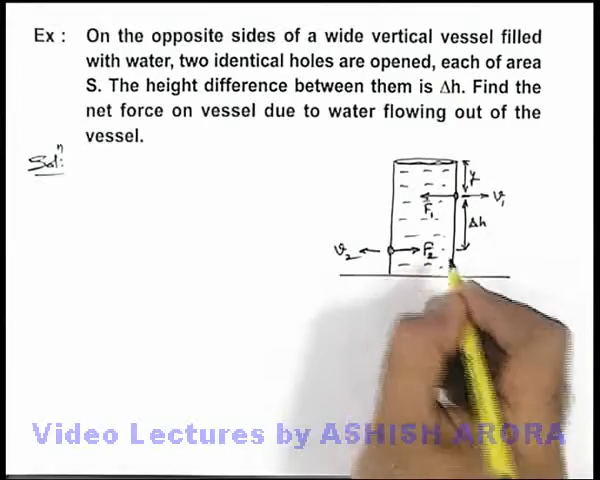 Ex : On the opposite sides of a wide vertical vessel filled
with water, two identical holes are opened, each of area
S. The height difference between them is Δh. Find the
net force on vessel due to water flowing out of the
vessel.
Solⁿ:
y
v₁
F₁
Δh
v₂
F₂
Video Lectures by ASHISH ARORA